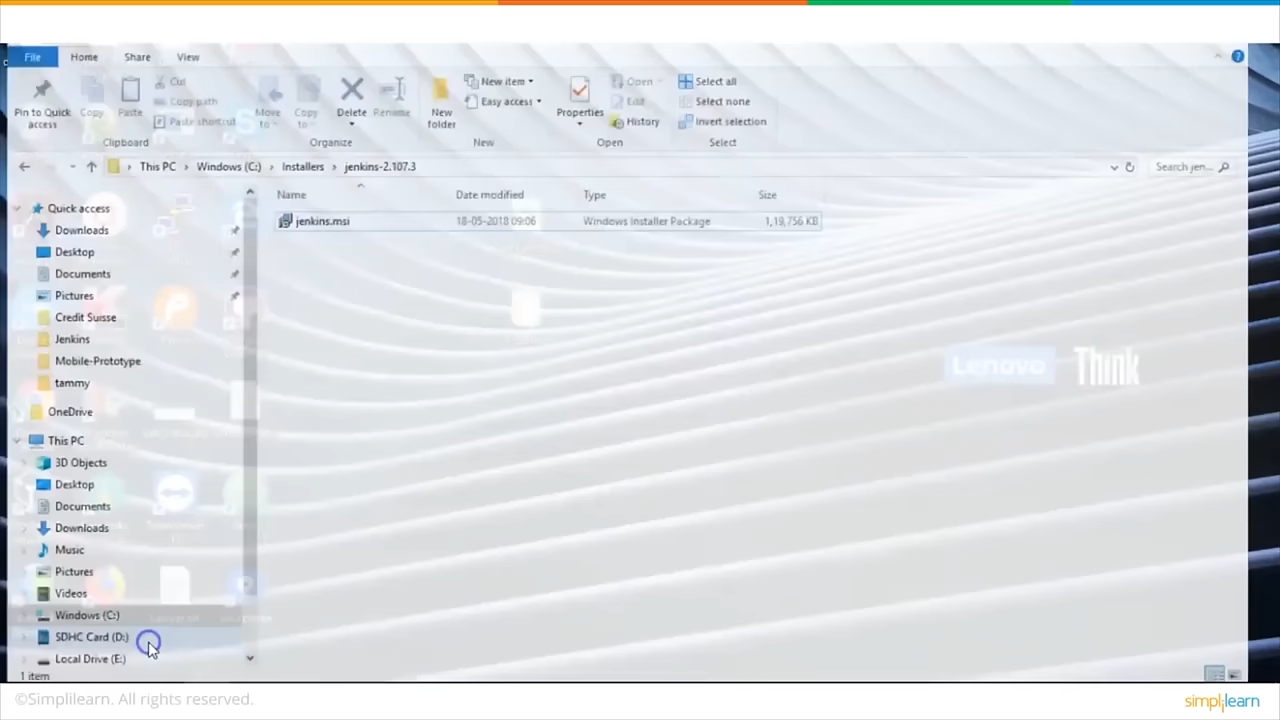 File Home Share View
Pin to Quick access
Copy
Paste
Cut
Copy path
Paste shortcut
Clipboard
Move to
Copy to
Delete
Rename
Organize
New folder
New item
Easy access
New
Properties
Open
Edit
History
Open
Select all
Select none
Invert selection
Select
This PC › Windows (C:) › Installers › jenkins-2.107.3
Search jen...
Name Date modified Type Size
jenkins.msi 18-05-2018 09:06 Windows Installer Package 1,19,756 KB
Quick access
Downloads
Desktop
Documents
Pictures
Credit Suisse
Jenkins
Mobile-Prototype
tammy
OneDrive
This PC
3D Objects
Desktop
Documents
Downloads
Music
Pictures
Videos
Windows (C:)
SDHC Card (D:)
Local Drive (E:)
1 item
Lenovo Think
©Simplilearn. All rights reserved.
simplilearn